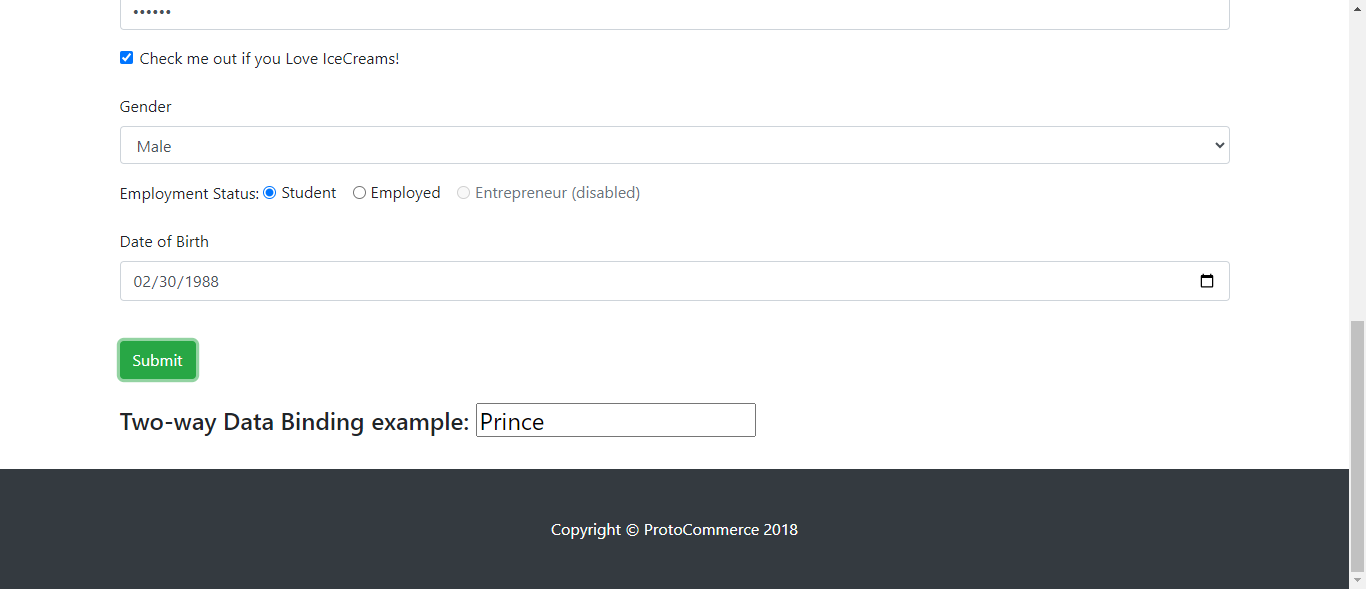 ••••••
Check me out if you Love IceCreams!
Gender
Male
Employment Status: Student Employed Entrepreneur (disabled)
Date of Birth
02/30/1988
Submit
Two-way Data Binding example: Prince
Copyright © ProtoCommerce 2018